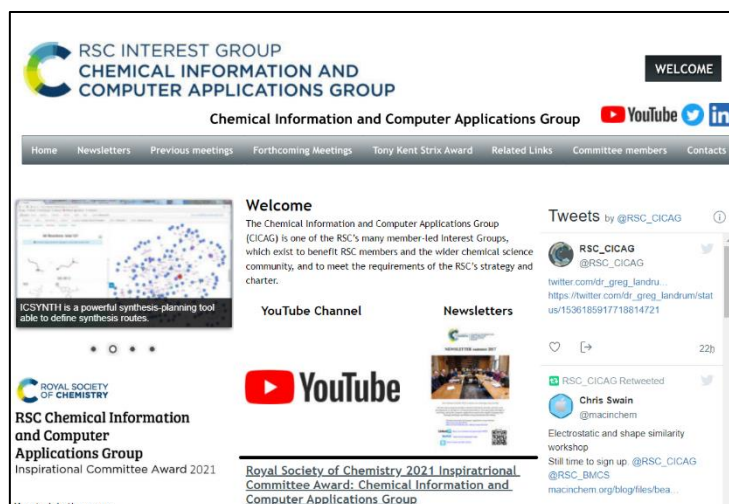 RSC INTEREST GROUP
CHEMICAL INFORMATION AND
COMPUTER APPLICATIONS GROUP
WELCOME
Chemical Information and Computer Applications Group
YouTube
in
Home Newsletters Previous meetings Forthcoming Meetings Tony Kent Strix Award Related Links Committee members Contacts
ICSYNTH is a powerful synthesis-planning tool
able to define synthesis routes.
ROYAL SOCIETY
OF CHEMISTRY
RSC Chemical Information
and Computer
Applications Group
Inspirational Committee Award 2021
Welcome
The Chemical Information and Computer Applications Group
(CICAG) is one of the RSC's many member-led Interest Groups,
which exist to benefit RSC members and the wider chemical science
community, and to meet the requirements of the RSC's strategy and
charter.
YouTube Channel
YouTube
Newsletters
NEWSLETTER summer 2017
Royal Society of Chemistry 2021 Inspiratrional
Committee Award: Chemical Information and
Computer Applications Group
Tweets by @RSC_CICAG
RSC_CICAG
@RSC_CICAG
twitter.com/dr_greg_landru…
https://twitter.com/dr_greg_landrum/stat
us/1536185917718814721
22h
RSC_CICAG Retweeted
Chris Swain
@macinchem
Electrostatic and shape similarity
workshop
Still time to sign up. @RSC_CICAG
@RSC_BMCS
macinchem.org/blog/files/bea…